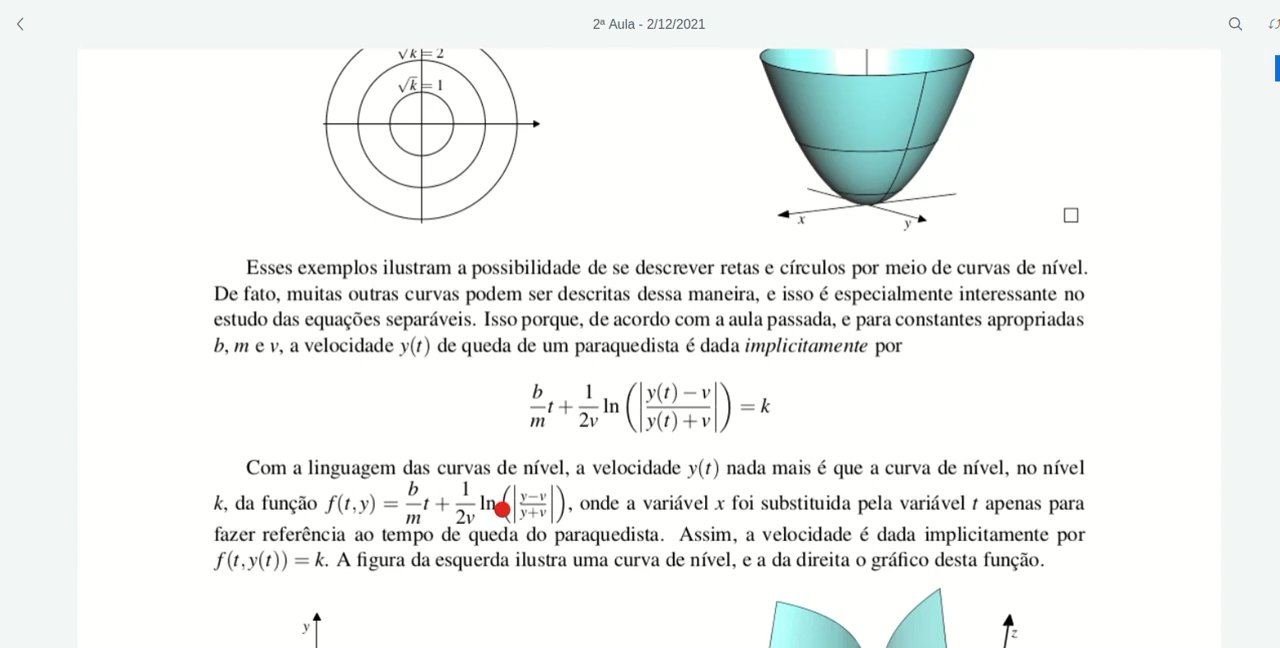 2ª Aula - 2/12/2021
√k = 2
√k = 1
x
y
Esses exemplos ilustram a possibilidade de se descrever retas e círculos por meio de curvas de nível.
De fato, muitas outras curvas podem ser descritas dessa maneira, e isso é especialmente interessante no
estudo das equações separáveis. Isso porque, de acordo com a aula passada, e para constantes apropriadas
b, m e v, a velocidade y(t) de queda de um paraquedista é dada implicitamente por
b/m t + 1/2v ln (|y(t) − v / y(t) + v|) = k
Com a linguagem das curvas de nível, a velocidade y(t) nada mais é que a curva de nível, no nível
k, da função f(t,y) = b/m t + 1/2v ln (|y−v / y+v|), onde a variável x foi substituida pela variável t apenas para
fazer referência ao tempo de queda do paraquedista. Assim, a velocidade é dada implicitamente por
f(t,y(t)) = k. A figura da esquerda ilustra uma curva de nível, e a da direita o gráfico desta função.
y
z